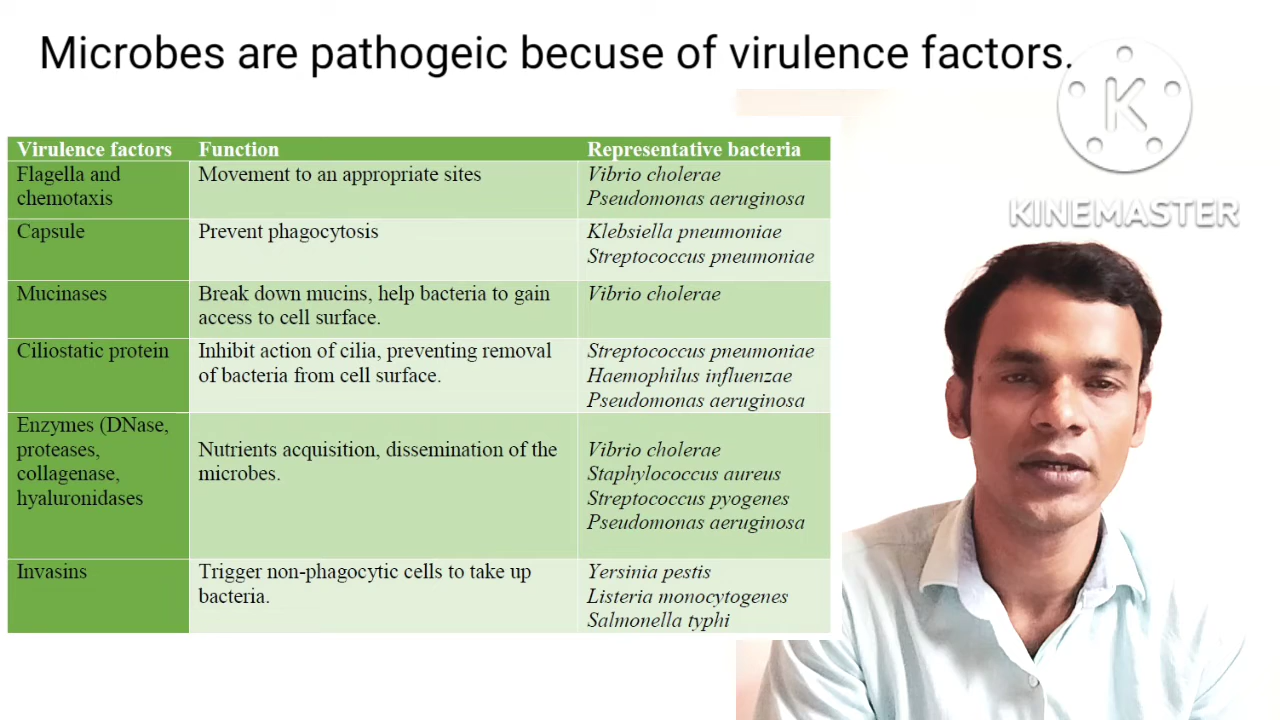 Microbes are pathogeic becuse of virulence factors.
K
KINEMASTER
Virulence factors Function Representative bacteria
Flagella and Movement to an appropriate sites Vibrio cholerae
chemotaxis Pseudomonas aeruginosa
Capsule Prevent phagocytosis Klebsiella pneumoniae
Streptococcus pneumoniae
Mucinases Break down mucins, help bacteria to gain Vibrio cholerae
access to cell surface.
Ciliostatic protein Inhibit action of cilia, preventing removal Streptococcus pneumoniae
of bacteria from cell surface. Haemophilus influenzae
Pseudomonas aeruginosa
Enzymes (DNase,
proteases, Nutrients acquisition, dissemination of the Vibrio cholerae
collagenase, microbes. Staphylococcus aureus
hyaluronidases Streptococcus pyogenes
Pseudomonas aeruginosa
Invasins Trigger non-phagocytic cells to take up Yersinia pestis
bacteria. Listeria monocytogenes
Salmonella typhi